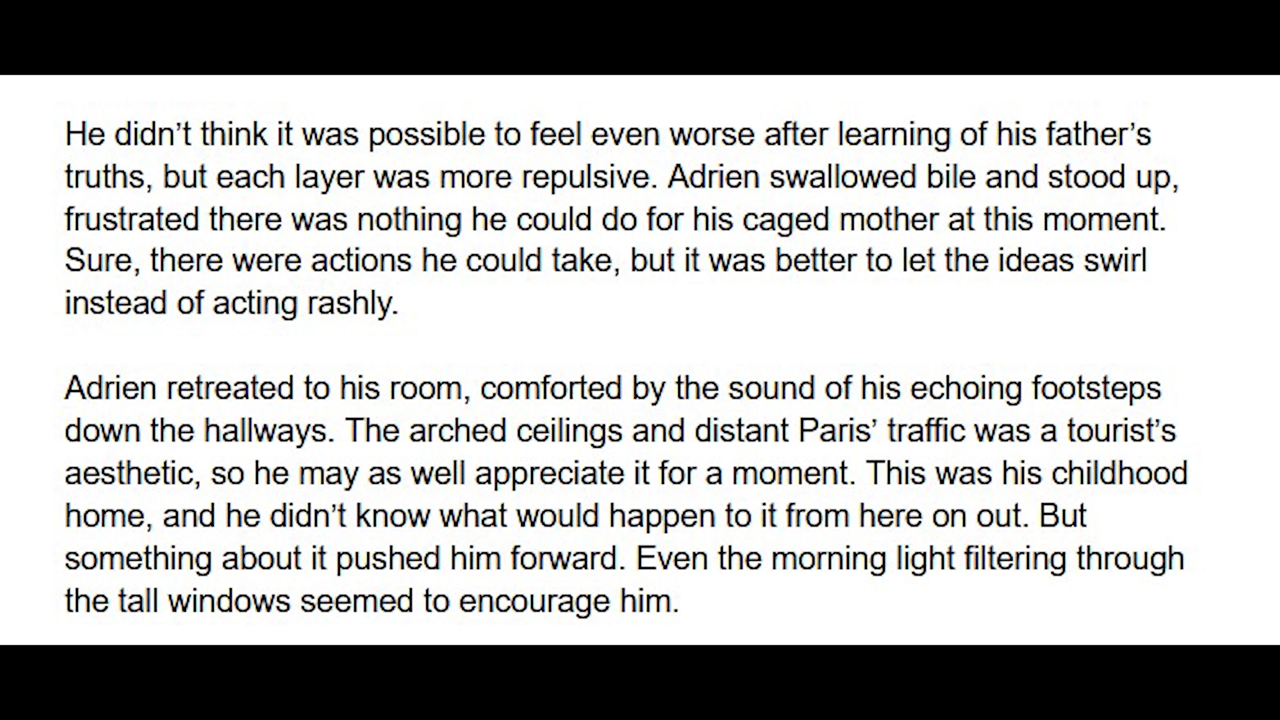 He didn’t think it was possible to feel even worse after learning of his father’s
truths, but each layer was more repulsive. Adrien swallowed bile and stood up,
frustrated there was nothing he could do for his caged mother at this moment.
Sure, there were actions he could take, but it was better to let the ideas swirl
instead of acting rashly.
Adrien retreated to his room, comforted by the sound of his echoing footsteps
down the hallways. The arched ceilings and distant Paris’ traffic was a tourist’s
aesthetic, so he may as well appreciate it for a moment. This was his childhood
home, and he didn’t know what would happen to it from here on out. But
something about it pushed him forward. Even the morning light filtering through
the tall windows seemed to encourage him.